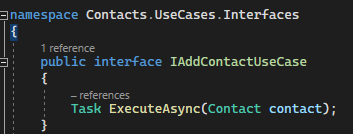 namespace Contacts.UseCases.Interfaces
{
1 reference
public interface IAddContactUseCase
{
– references
Task ExecuteAsync(Contact contact);
}